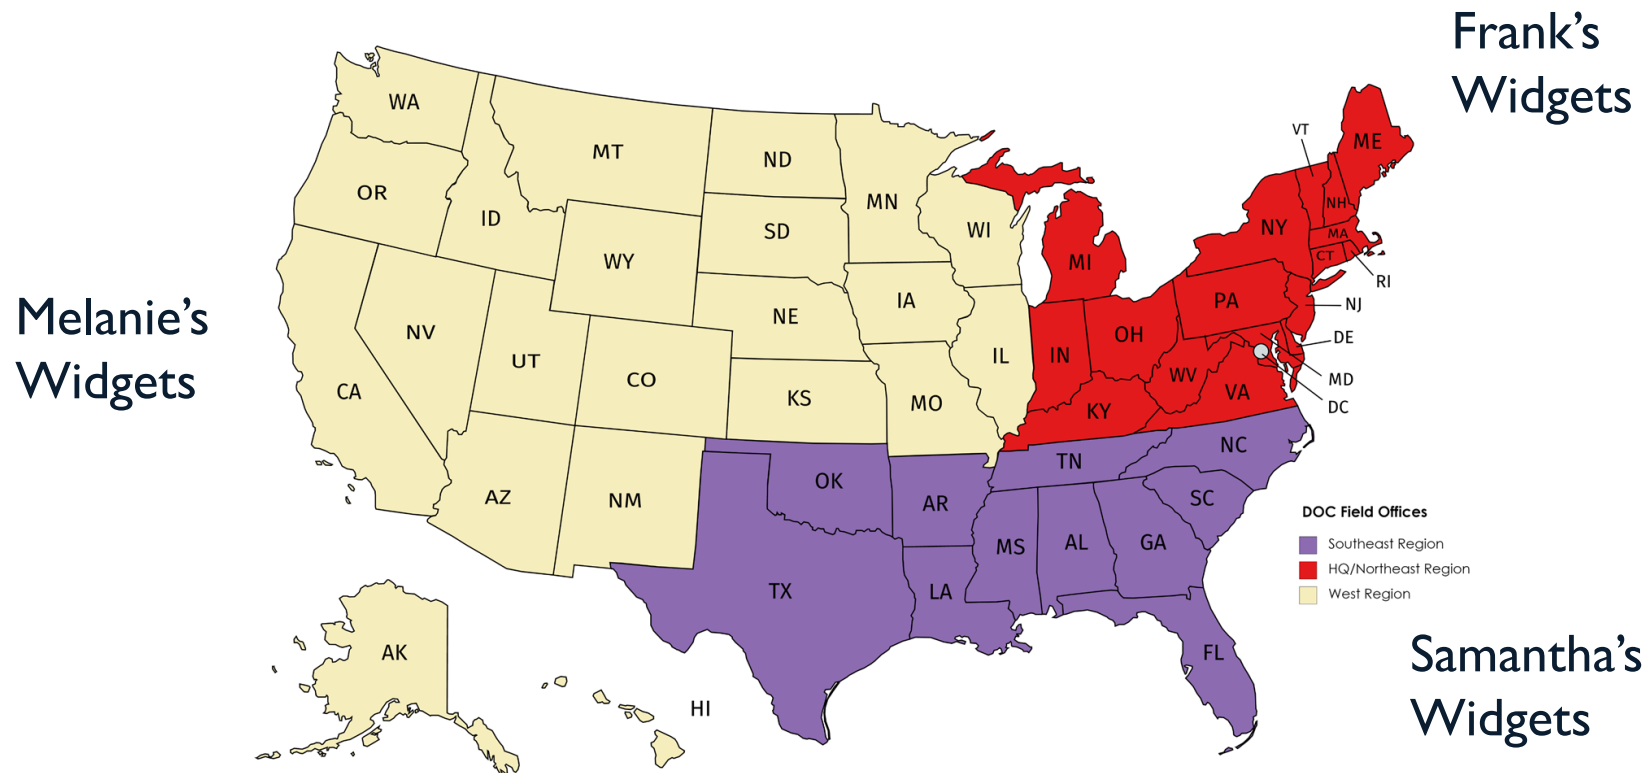 Frank's
Widgets
WA
VT
ME
MT
ND
OR
MN
NH
ID
SD
WI
NY
MA
CT
WY
MI
RI
IA
PA
NJ
NE
NV
OH
DE
UT
IL
IN
Melanie's
Widgets
CO
WV
MD
CA
KS
MO
KY
VA
DC
NC
TN
OK
AZ
NM
AR
SC
DOC Field Offices
MS
AL
GA
Southeast Region
HQ/Northeast Region
TX
LA
West Region
AK
FL
Samantha's
Widgets
HI